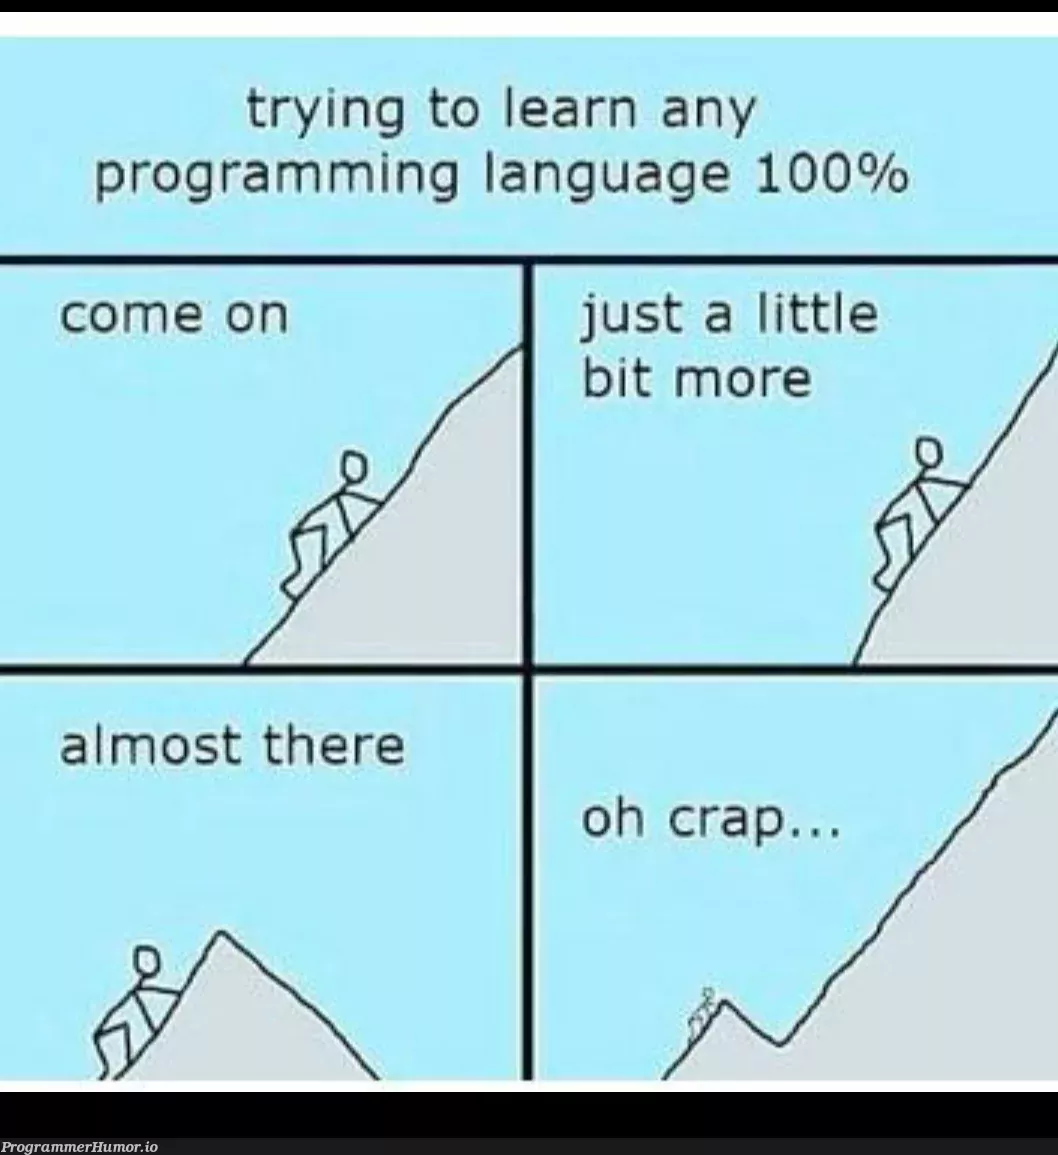 trying to learn any
programming language 100%
come on
just a little
bit more
almost there
oh crap...
ProgrammerHumor.io